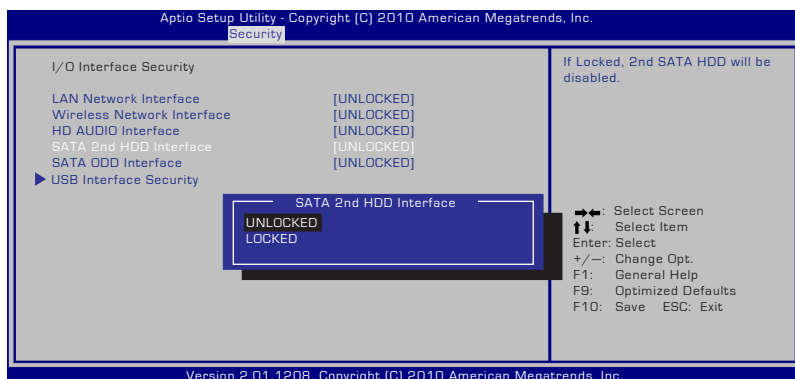 Aptio Setup Utility - Copyright (C) 2010 American Megatrends, Inc.
Security
I/O Interface Security
LAN Network Interface [UNLOCKED]
Wireless Network Interface [UNLOCKED]
HD AUDIO Interface [UNLOCKED]
SATA 2nd HDD Interface [UNLOCKED]
SATA ODD Interface [UNLOCKED]
USB Interface Security
SATA 2nd HDD Interface
UNLOCKED
LOCKED
If Locked, 2nd SATA HDD will be
disabled.
→←: Select Screen
↑↓: Select Item
Enter: Select
+/—: Change Opt.
F1: General Help
F9: Optimized Defaults
F10: Save ESC: Exit
Version 2.01.1208. Copyright (C) 2010 American Megatrends, Inc.